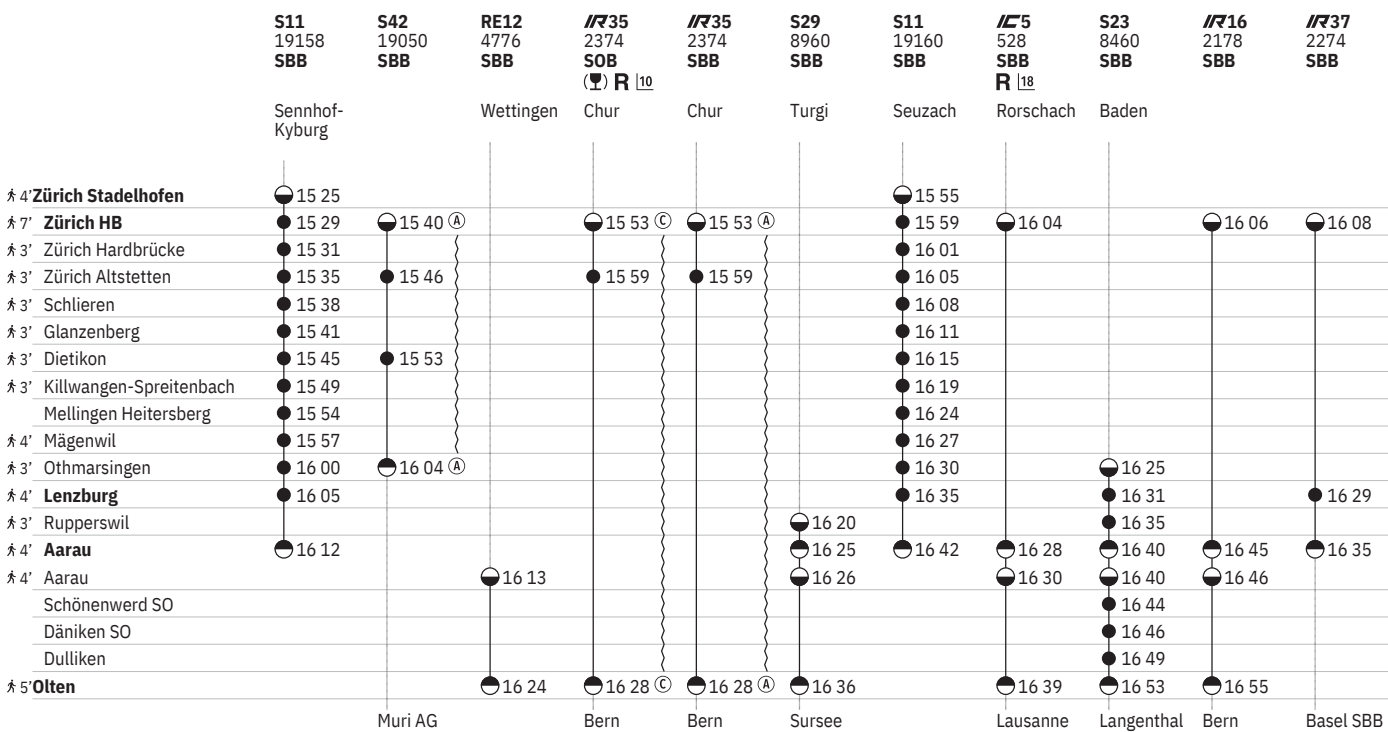 S11 S42 RE12 IR35 IR35 S29 S11 IC5 S23 IR16 IR37
19158 19050 4776 2374 2374 8960 19160 528 8460 2178 2274
SBB SBB SBB SOB SBB SBB SBB SBB SBB SBB SBB
R 10 R 18
Sennhof- Wettingen Chur Chur Turgi Seuzach Rorschach Baden
Kyburg
4’ Zürich Stadelhofen 15 25 15 55
7’ Zürich HB 15 29 15 40 Ⓐ 15 53 Ⓒ 15 53 Ⓐ 15 59 16 04 16 06 16 08
3’ Zürich Hardbrücke 15 31 16 01
3’ Zürich Altstetten 15 35 15 46 15 59 15 59 16 05
3’ Schlieren 15 38 16 08
3’ Glanzenberg 15 41 16 11
3’ Dietikon 15 45 15 53 16 15
3’ Killwangen-Spreitenbach 15 49 16 19
Mellingen Heitersberg 15 54 16 24
4’ Mägenwil 15 57 16 27
3’ Othmarsingen 16 00 16 04 Ⓐ 16 30 16 25
4’ Lenzburg 16 05 16 35 16 31 16 29
3’ Rupperswil 16 20 16 35
4’ Aarau 16 12 16 25 16 42 16 28 16 40 16 45 16 35
4’ Aarau 16 13 16 26 16 30 16 40 16 46
Schönenwerd SO 16 44
Däniken SO 16 46
Dulliken 16 49
5’ Olten 16 24 16 28 Ⓒ 16 28 Ⓐ 16 36 16 39 16 53 16 55
Muri AG Bern Bern Sursee Lausanne Langenthal Bern Basel SBB